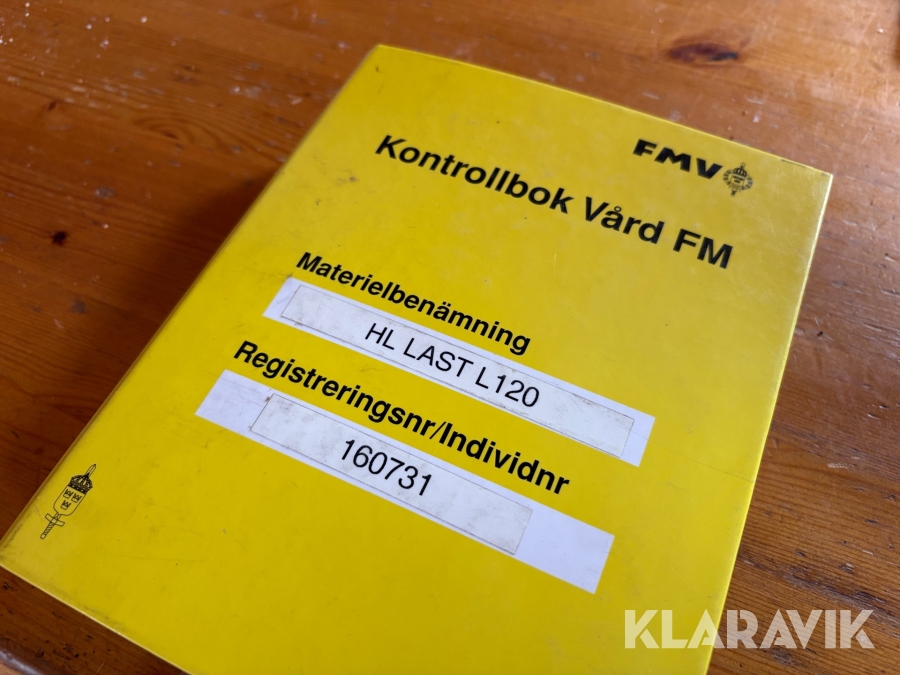 FMV
Kontrollbok Vård FM
Materielbenämning
HL LAST L120
Registreringsnr/Individnr
160731
KLARAVIK